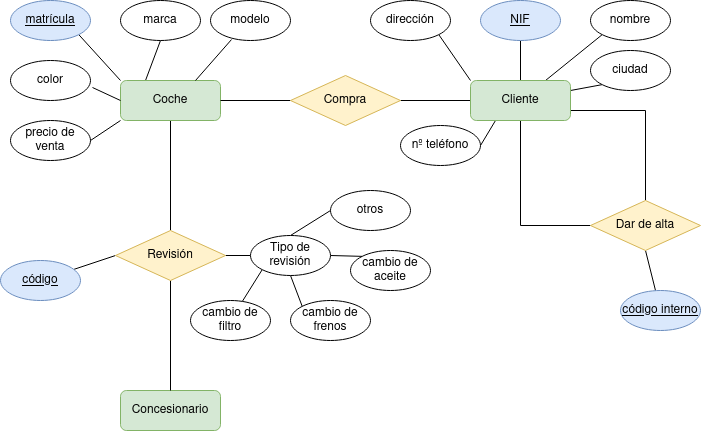 matrícula
marca
modelo
dirección
NIF
nombre
color
ciudad
Coche
Compra
Cliente
precio de
venta
nº teléfono
otros
Dar de alta
Revisión
Tipo de
revisión
cambio de
aceite
código
cambio de
filtro
cambio de
frenos
código interno
Concesionario